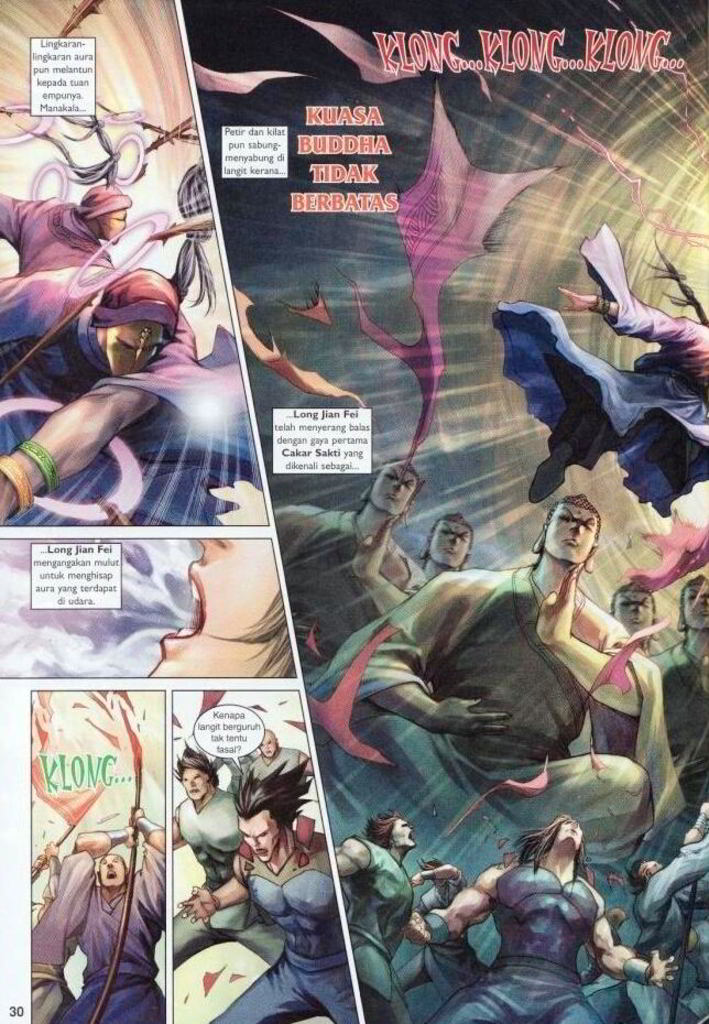 Lingkaran-
lingkaran aura
pun melantun
kepada tuan
empunya.
Manakala...
KLONG...KLONG...KLONG...
Petir dan kilat
pun sabung-
menyabung di
langit kerana...
KUASA
BUDDHA
TIDAK
BERBATAS
...Long Jian Fei
telah menyerang balas
dengan gaya pertama
Cakar Sakti yang
dikenali sebagai...
...Long Jian Fei
mengangakan mulut
untuk menghisap
aura yang terdapat
di udara.
KLONG...
Kenapa
langit berguruh
tak tentu
fasal?
30